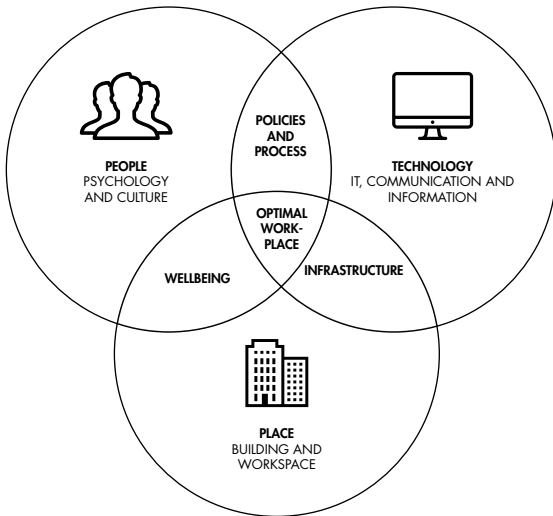 POLICIES
AND
PROCESS
PEOPLE
PSYCHOLOGY
AND CULTURE
TECHNOLOGY
IT, COMMUNICATION AND
INFORMATION
OPTIMAL
WORK-
PLACE
WELLBEING
INFRASTRUCTURE
PLACE
BUILDING AND
WORKSPACE